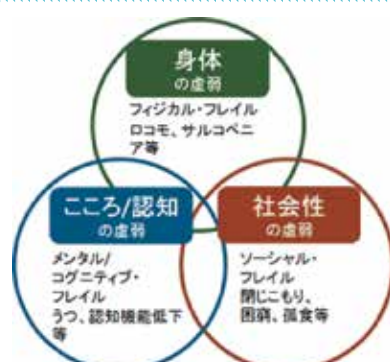 身体
の虚弱
フィジカル・フレイル
ロコモ、サルコペニ
ア等
こころ/認知
の虚弱
メンタル/
コグニティブ・
フレイル
うつ、認知機能低下
等
社会性
の虚弱
ソーシャル・
フレイル
閉じこもり、
困窮、孤食等